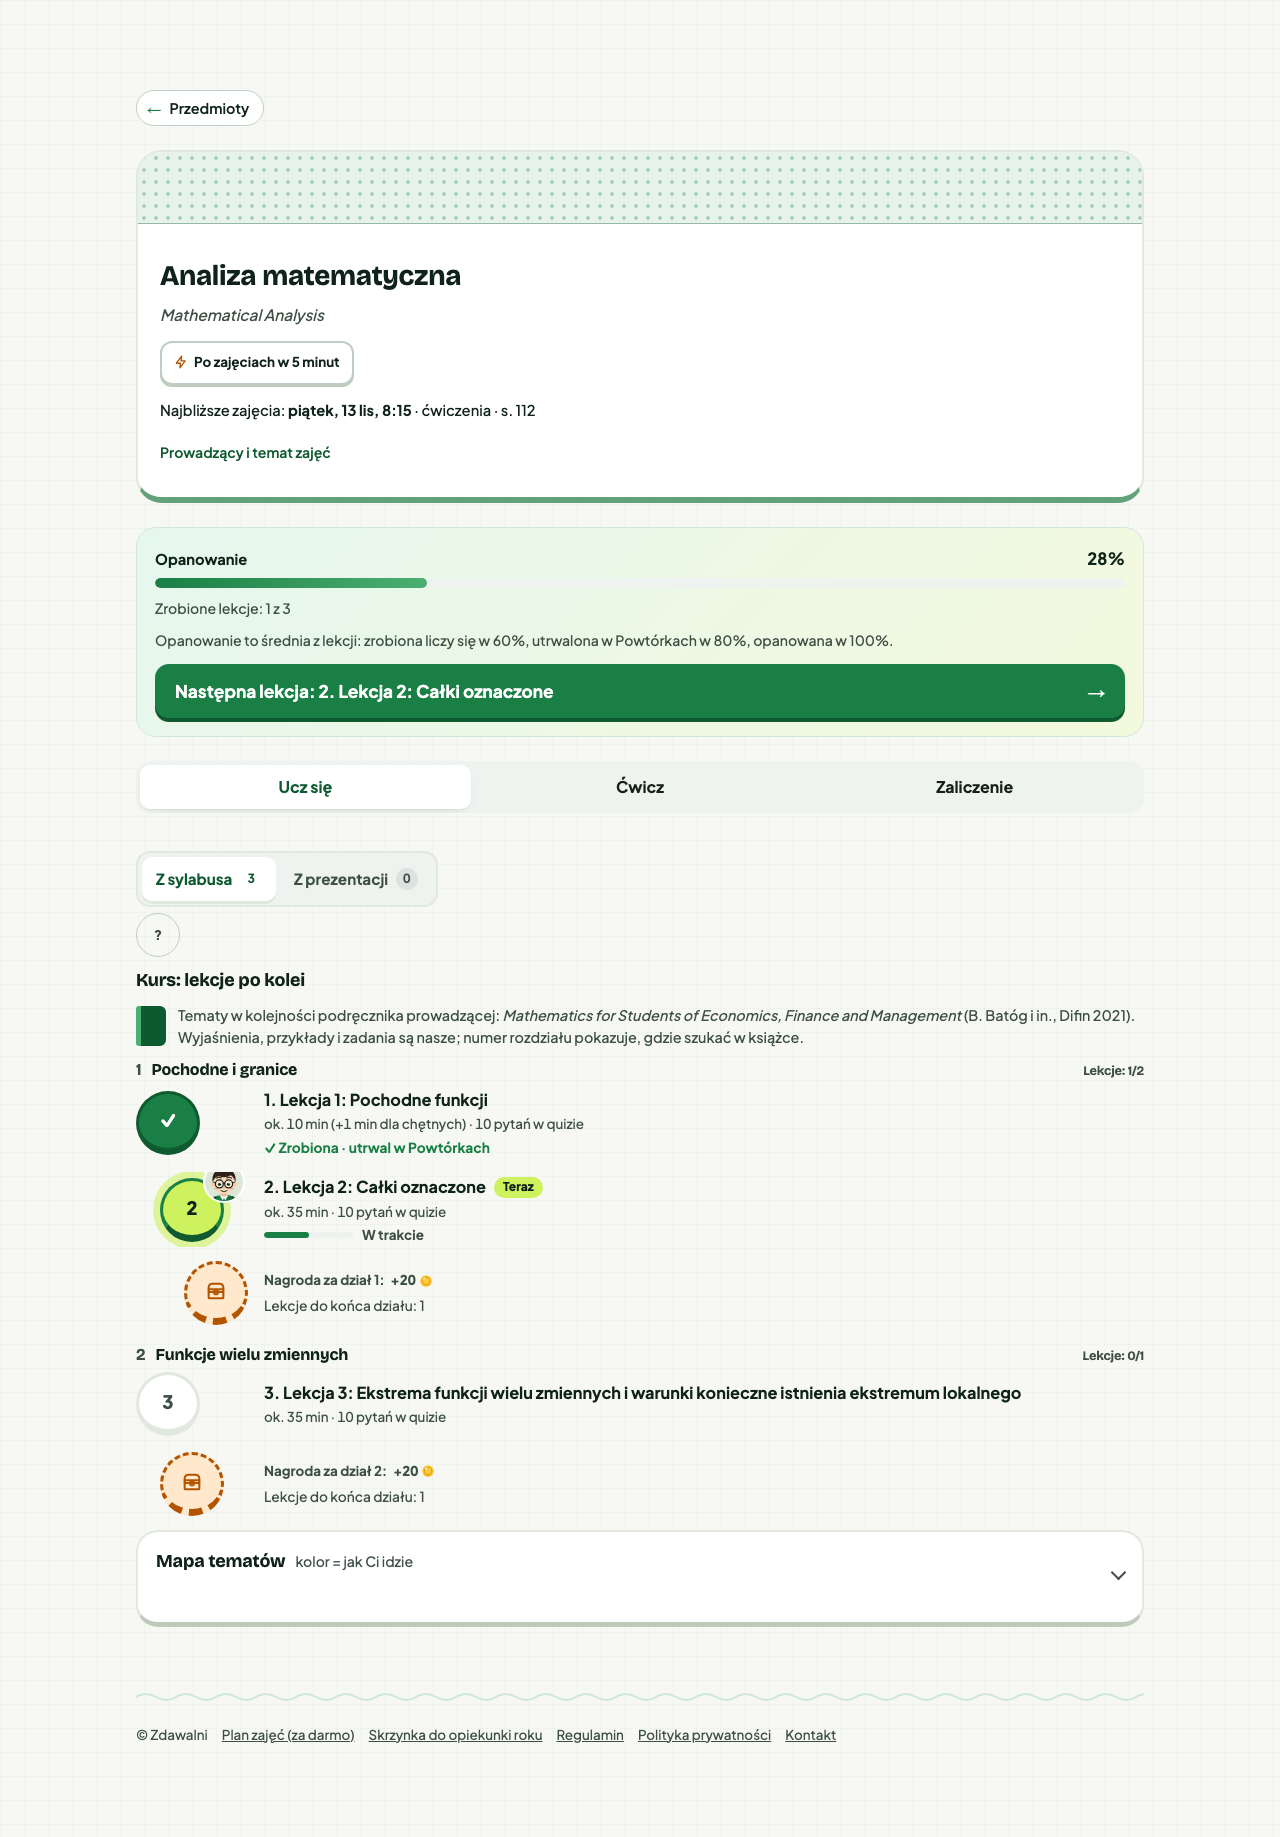 ← Przedmioty
Analiza matematyczna
Mathematical Analysis
Po zajęciach w 5 minut
Najbliższe zajęcia: piątek, 13 lis, 8:15 · ćwiczenia · s. 112
Prowadzący i temat zajęć
Opanowanie 28%
Zrobione lekcje: 1 z 3
Opanowanie to średnia z lekcji: zrobiona liczy się w 60%, utrwalona w Powtórkach w 80%, opanowana w 100%.
Następna lekcja: 2. Lekcja 2: Całki oznaczone →
Ucz się Ćwicz Zaliczenie
Z sylabusa 3 Z prezentacji 0
?
Kurs: lekcje po kolei
Tematy w kolejności podręcznika prowadzącej: Mathematics for Students of Economics, Finance and Management (B. Batóg i in., Difin 2021).
Wyjaśnienia, przykłady i zadania są nasze; numer rozdziału pokazuje, gdzie szukać w książce.
1 Pochodne i granice Lekcje: 1/2
1. Lekcja 1: Pochodne funkcji
ok. 10 min (+1 min dla chętnych) · 10 pytań w quizie
✓ Zrobiona · utrwal w Powtórkach
2 2. Lekcja 2: Całki oznaczone Teraz
ok. 35 min · 10 pytań w quizie
W trakcie
Nagroda za dział 1: +20
Lekcje do końca działu: 1
2 Funkcje wielu zmiennych Lekcje: 0/1
3 3. Lekcja 3: Ekstrema funkcji wielu zmiennych i warunki konieczne istnienia ekstremum lokalnego
ok. 35 min · 10 pytań w quizie
Nagroda za dział 2: +20
Lekcje do końca działu: 1
Mapa tematów kolor = jak Ci idzie
© Zdawalni Plan zajęć (za darmo) Skrzynka do opiekunki roku Regulamin Polityka prywatności Kontakt